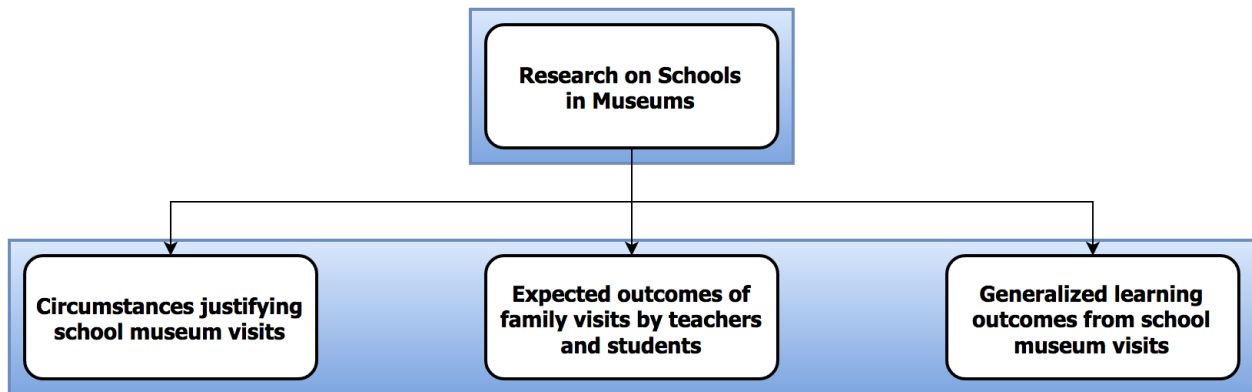 Research on Schools
in Museums
Circumstances justifying
school museum visits
Expected outcomes of
family visits by teachers
and students
Generalized learning
outcomes from school
museum visits